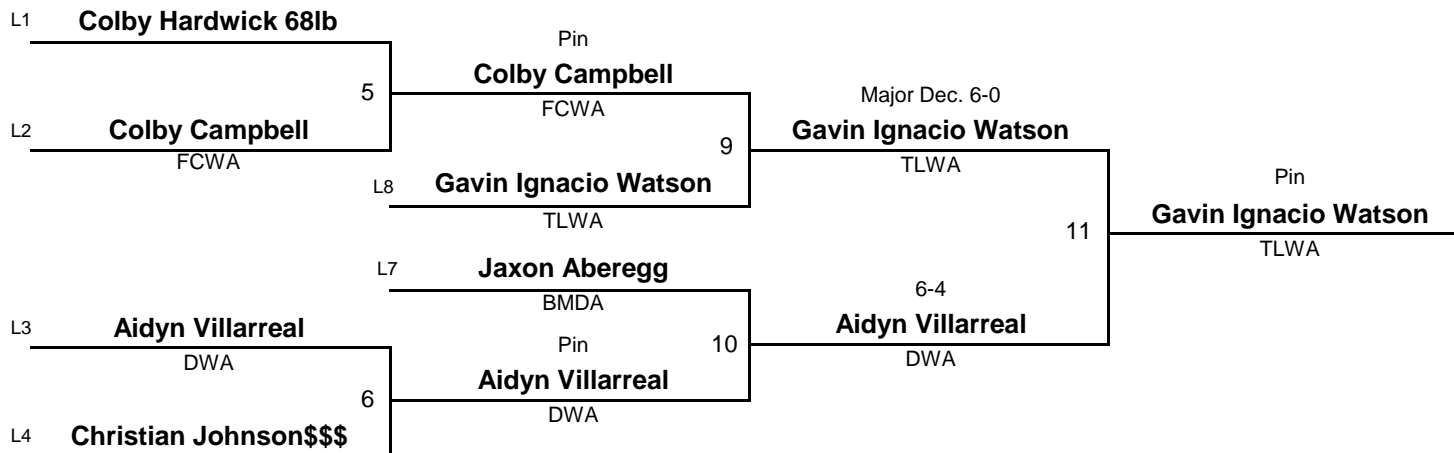 L1 Colby Hardwick 68lb
5
L2 Colby Campbell
FCWA
Pin
Colby Campbell
FCWA
9
L8 Gavin Ignacio Watson
TLWA
L7 Jaxon Aberegg
BMDA
L3 Aidyn Villarreal
DWA
6
L4 Christian Johnson$$$
Pin
Aidyn Villarreal
DWA
10
Major Dec. 6-0
Gavin Ignacio Watson
TLWA
11
6-4
Aidyn Villarreal
DWA
Pin
Gavin Ignacio Watson
TLWA